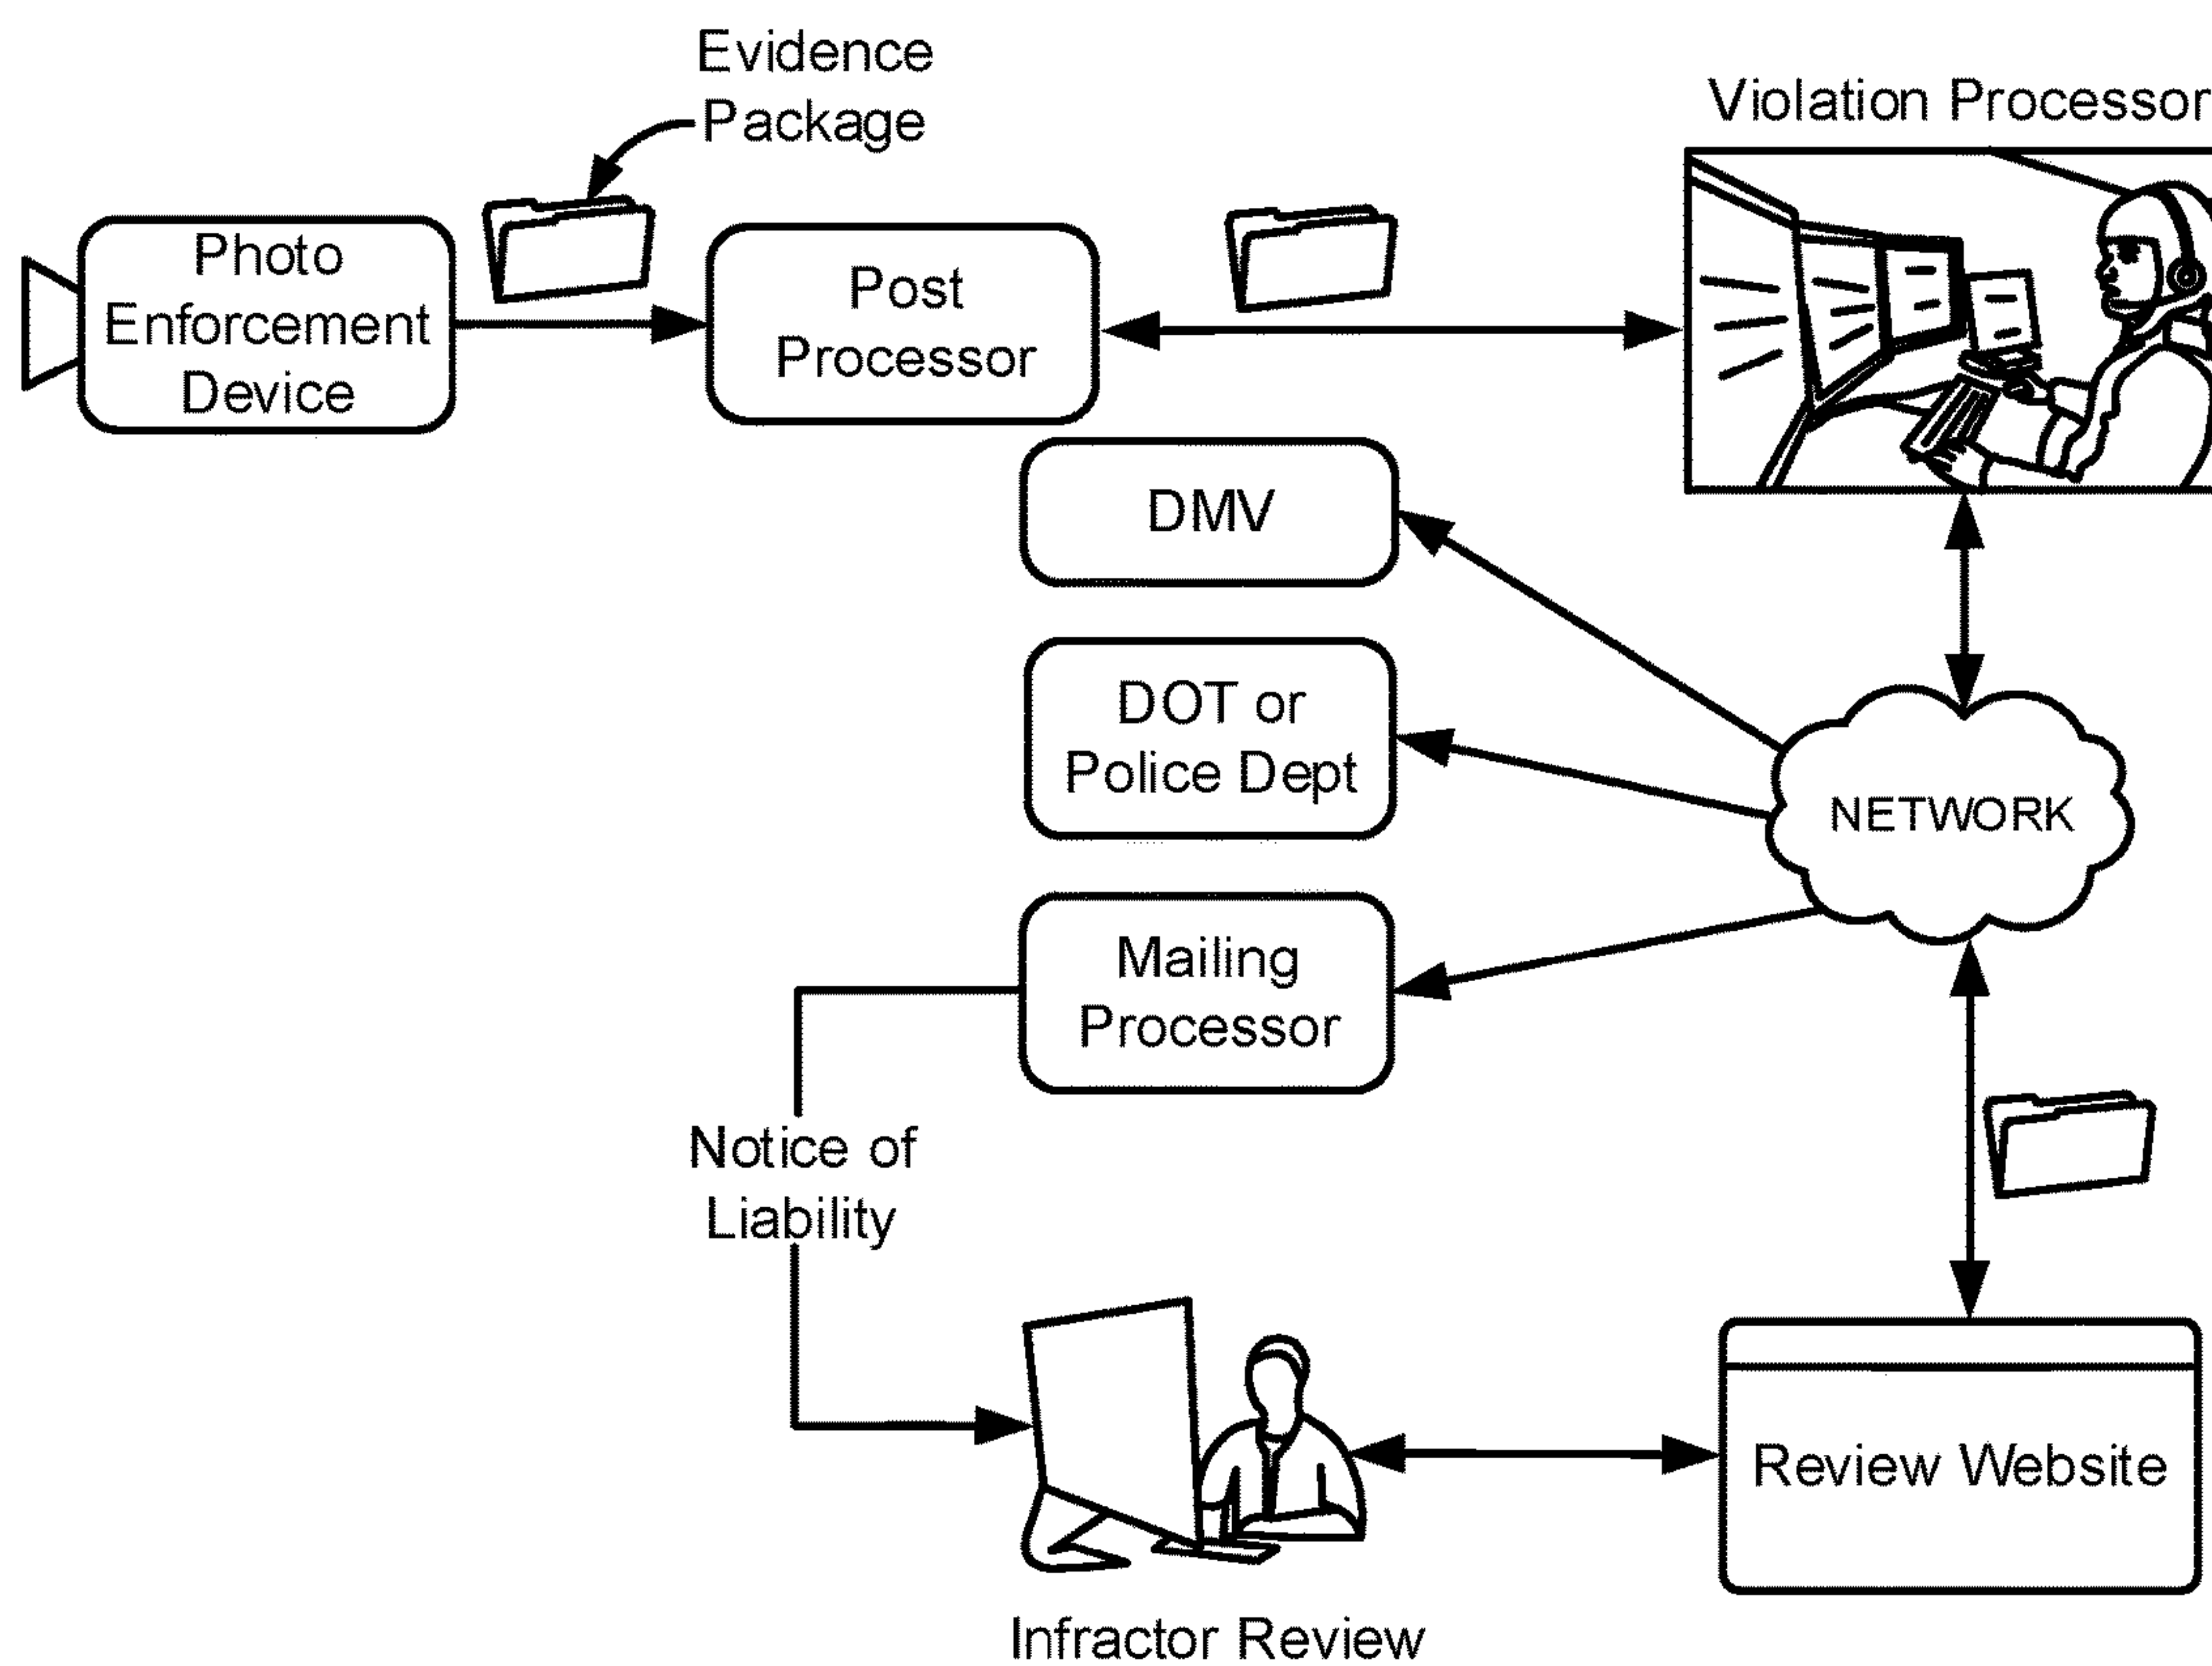 Evidence
Package
Violation Processor
Photo
Enforcement
Device
Post
Processor
DMV
DOT or
Police Dept
NETWORK
Mailing
Processor
Notice of
Liability
Review Website
Infractor Review